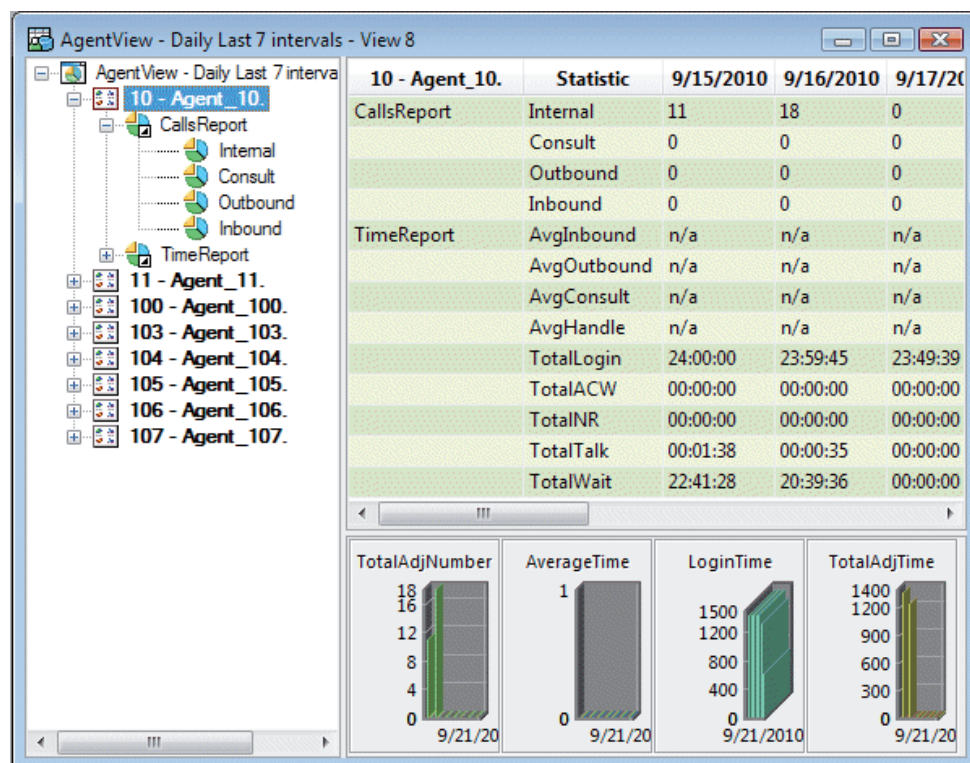 AgentView - Daily Last 7 intervals - View 8
AgentView - Daily Last 7 interva
10 - Agent_10.
CallsReport
Internal
Consult
Outbound
Inbound
TimeReport
11 - Agent_11.
100 - Agent_100.
103 - Agent_103.
104 - Agent_104.
105 - Agent_105.
106 - Agent_106.
107 - Agent_107.
10 - Agent_10. Statistic 9/15/2010 9/16/2010 9/17/20
CallsReport Internal 11 18 0
Consult 0 0 0
Outbound 0 0 0
Inbound 0 0 0
TimeReport AvgInbound n/a n/a n/a
AvgOutbound n/a n/a n/a
AvgConsult n/a n/a n/a
AvgHandle n/a n/a n/a
TotalLogin 24:00:00 23:59:45 23:49:39
TotalACW 00:00:00 00:00:00 00:00:00
TotalNR 00:00:00 00:00:00 00:00:00
TotalTalk 00:01:38 00:00:35 00:00:00
TotalWait 22:41:28 20:39:36 00:00:00
TotalAdjNumber
18
16
12
8
4
0
9/21/20
AverageTime
1
0
9/21/20
LoginTime
1500
1200
800
400
0
9/21/2010
TotalAdjTime
1400
1200
900
600
300
0
9/21/20